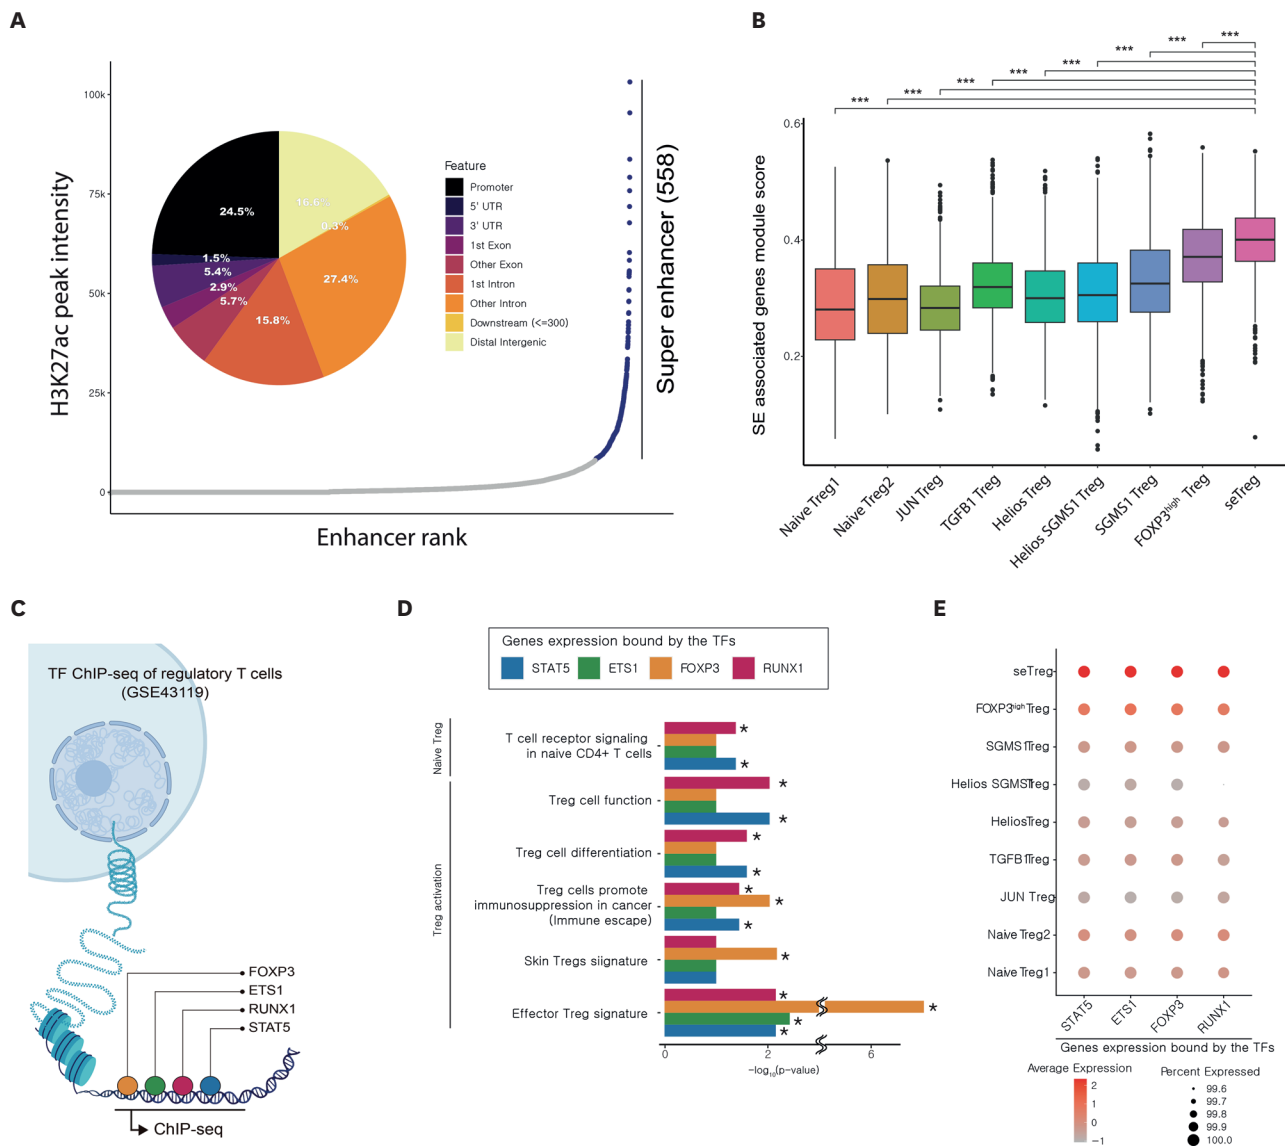 A
H3K27ac peak intensity
100k
75k
50k
25k
0
24.5%
1.5%
5.4%
2.9%
5.7%
15.8%
27.4%
0.3%
16.6%
Feature
Promoter
5' UTR
3' UTR
1st Exon
Other Exon
1st Intron
Other Intron
Downstream (<=300)
Distal Intergenic
Super enhancer (558)
Enhancer rank
B
***
***
***
***
***
***
***
***
SE associated genes module score
0.6
0.4
0.2
Naive Treg1
Naive Treg2
JUN Treg
TGFB1 Treg
Helios Treg
Helios SGMS1 Treg
SGMS1 Treg
FOXP3high Treg
seTreg
C
TF ChIP-seq of regulatory T cells
(GSE43119)
FOXP3
ETS1
RUNX1
STAT5
ChIP-seq
D
Genes expression bound by the TFs
STAT5 ETS1 FOXP3 RUNX1
Naive Treg
Treg activation
T cell receptor signaling
in naive CD4+ T cells
Treg cell function
Treg cell differentiation
Treg cells promote
immunosuppression in cancer
(Immune escape)
Skin Tregs siignature
Effector Treg signature
*
*
*
*
*
*
*
*
*
*
*
*
*
*
0 2 6
−log10(p-value)
E
seTreg
FOXP3high Treg
SGMS1Treg
Helios SGMS1Treg
HeliosTreg
TGFB1Treg
JUN Treg
NaiveTreg2
NaiveTreg1
STAT5
ETS1
FOXP3
RUNX1
Genes expression bound by the TFs
Average Expression
2
1
0
−1
Percent Expressed
99.6
99.7
99.8
99.9
100.0